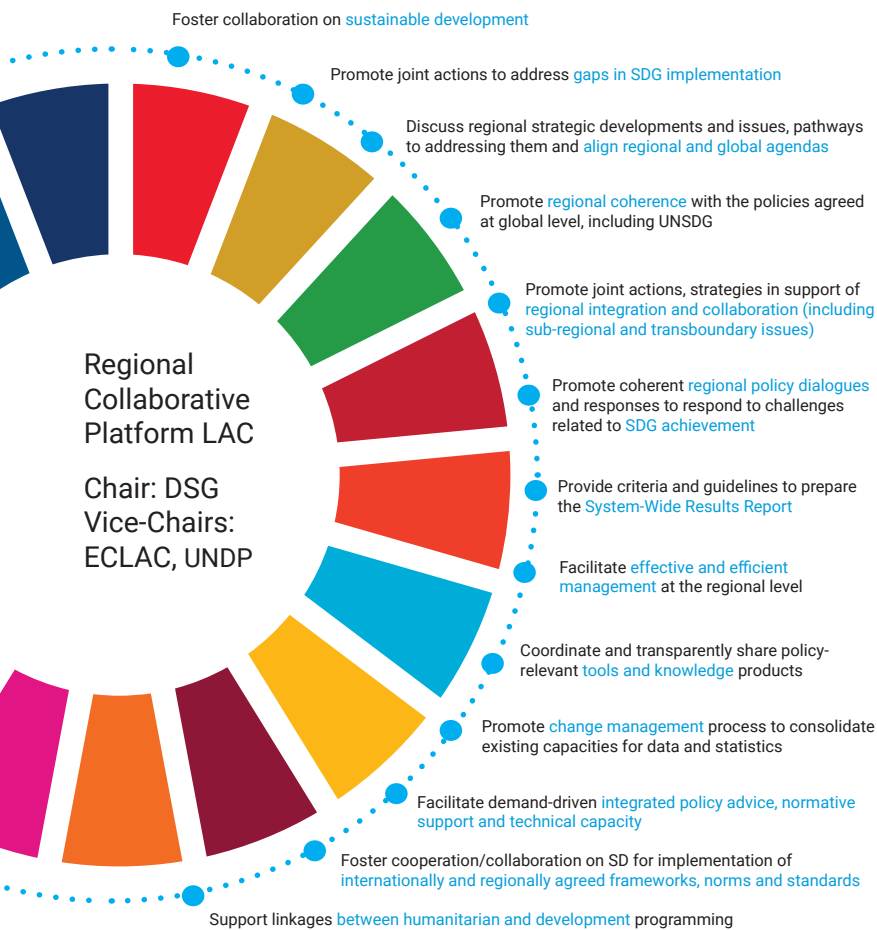 Foster collaboration on sustainable development
Promote joint actions to address gaps in SDG implementation
Discuss regional strategic developments and issues, pathways
to addressing them and align regional and global agendas
Promote regional coherence with the policies agreed
at global level, including UNSDG
Promote joint actions, strategies in support of
regional integration and collaboration (including
sub-regional and transboundary issues)
Regional
Collaborative
Platform LAC
Chair: DSG
Vice-Chairs:
ECLAC, UNDP
Promote coherent regional policy dialogues
and responses to respond to challenges
related to SDG achievement
Provide criteria and guidelines to prepare
the System-Wide Results Report
Facilitate effective and efficient
management at the regional level
Coordinate and transparently share policy-
relevant tools and knowledge products
Promote change management process to consolidate
existing capacities for data and statistics
Facilitate demand-driven integrated policy advice, normative
support and technical capacity
Foster cooperation/collaboration on SD for implementation of
internationally and regionally agreed frameworks, norms and standards
Support linkages between humanitarian and development programming